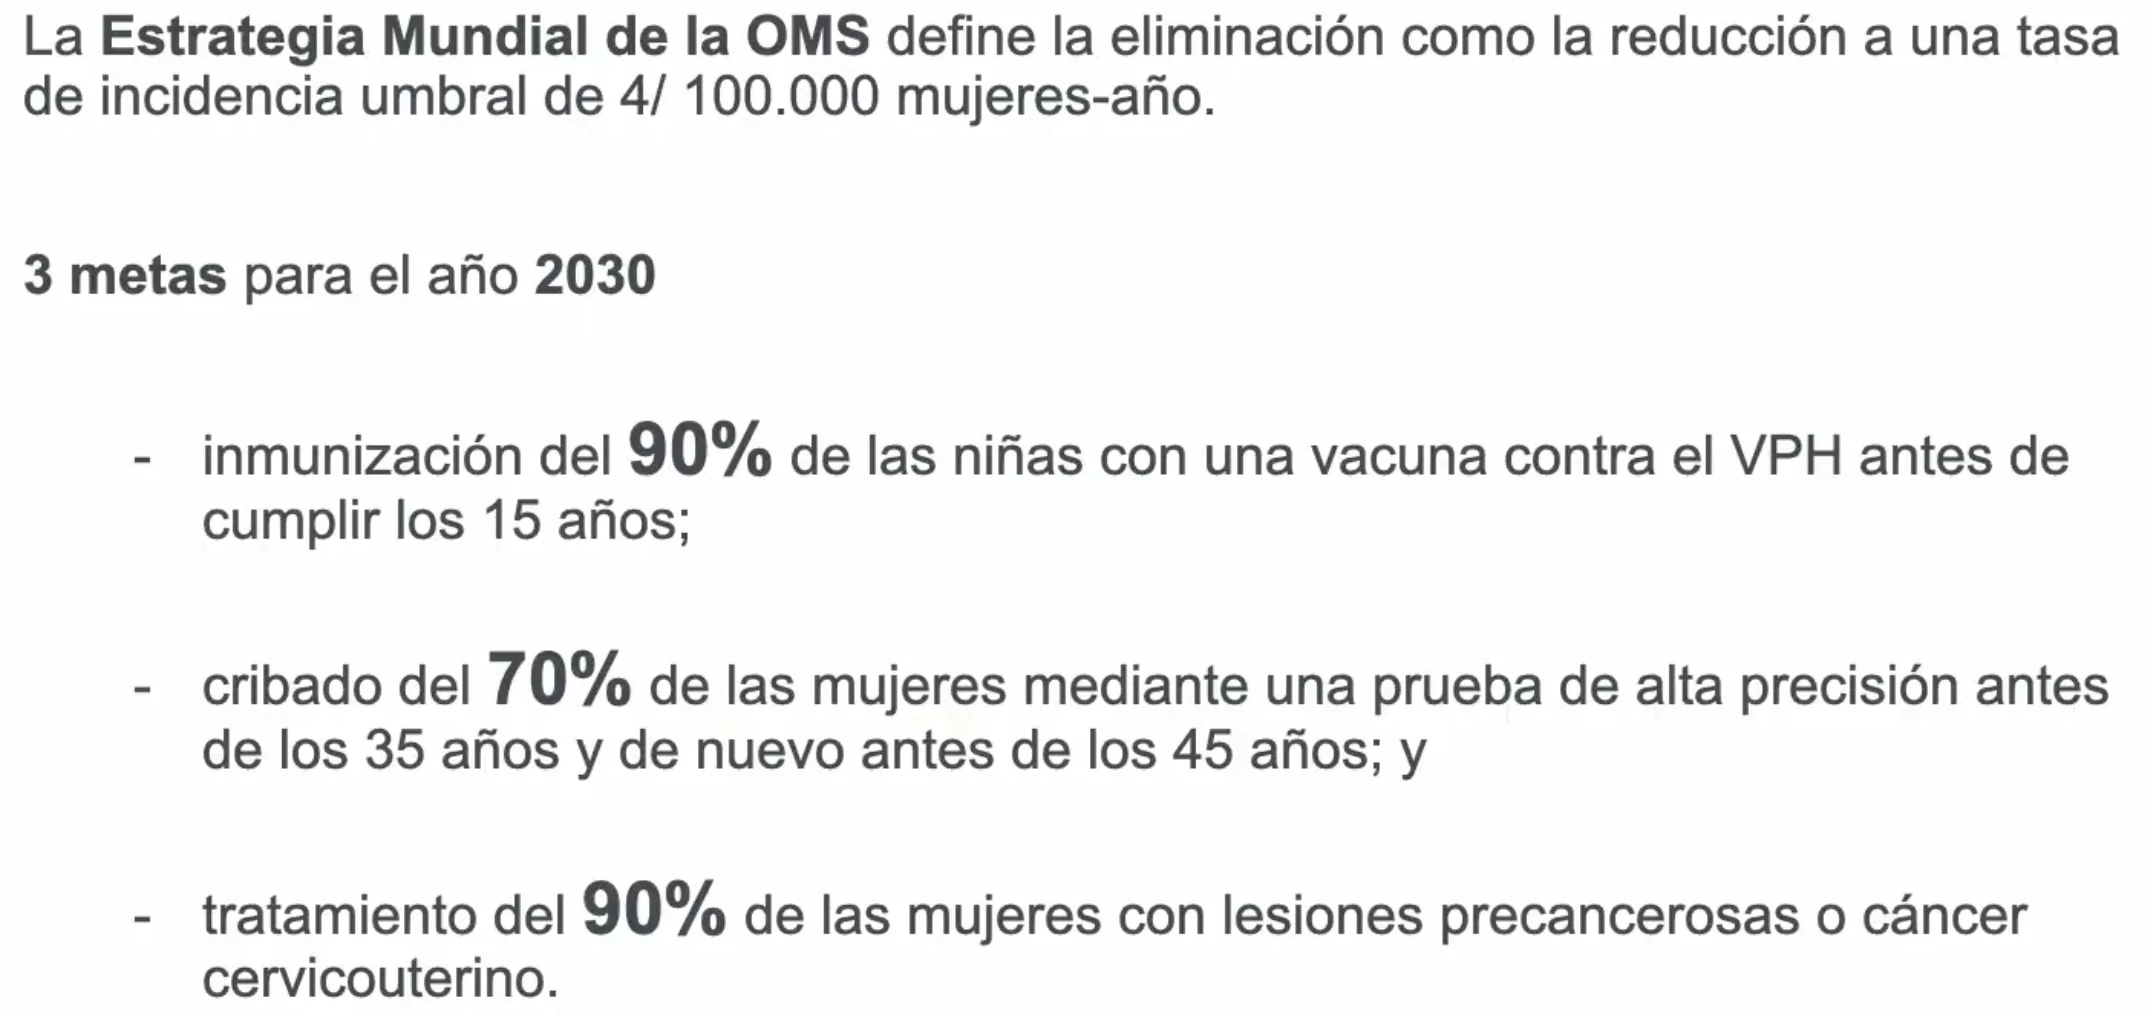 La Estrategia Mundial de la OMS define la eliminación como la reducción a una tasa
de incidencia umbral de 4/ 100.000 mujeres-año.
3 metas para el año 2030
- inmunización del 90% de las niñas con una vacuna contra el VPH antes de
cumplir los 15 años;
- cribado del 70% de las mujeres mediante una prueba de alta precisión antes
de los 35 años y de nuevo antes de los 45 años; y
- tratamiento del 90% de las mujeres con lesiones precancerosas o cáncer
cervicouterino.